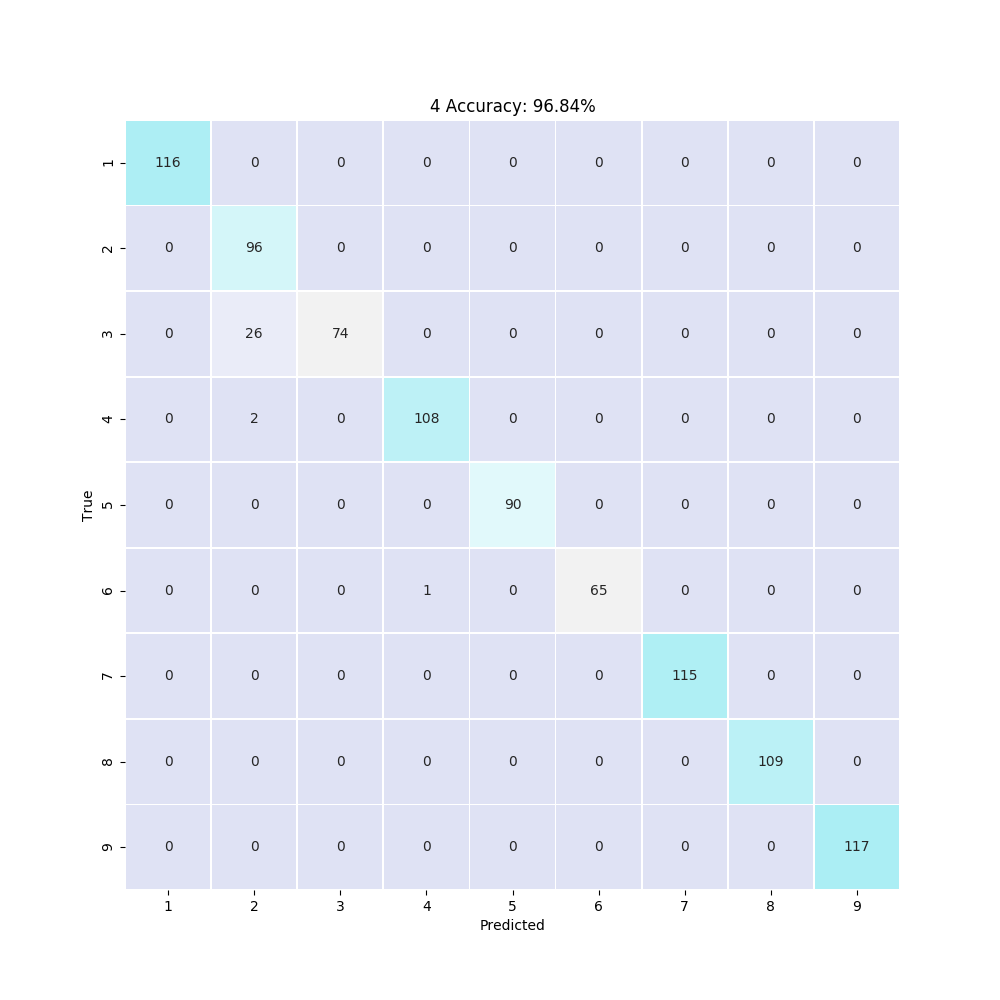 4 Accuracy: 96.84%
1 116 0 0 0 0 0 0 0 0
2 0 96 0 0 0 0 0 0 0
3 0 26 74 0 0 0 0 0 0
4 0 2 0 108 0 0 0 0 0
True
5 0 0 0 0 90 0 0 0 0
6 0 0 0 1 0 65 0 0 0
7 0 0 0 0 0 0 115 0 0
8 0 0 0 0 0 0 0 109 0
9 0 0 0 0 0 0 0 0 117
1 2 3 4 5 6 7 8 9
Predicted